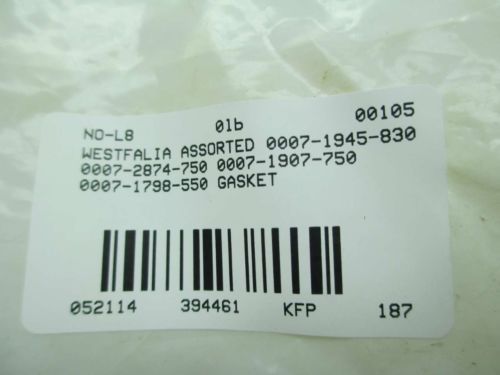 NO-L8 01b 00105
WESTFALIA ASSORTED 0007-1945-830
0007-2874-750 0007-1907-750
0007-1798-550 GASKET
052114 394461 KFP 187